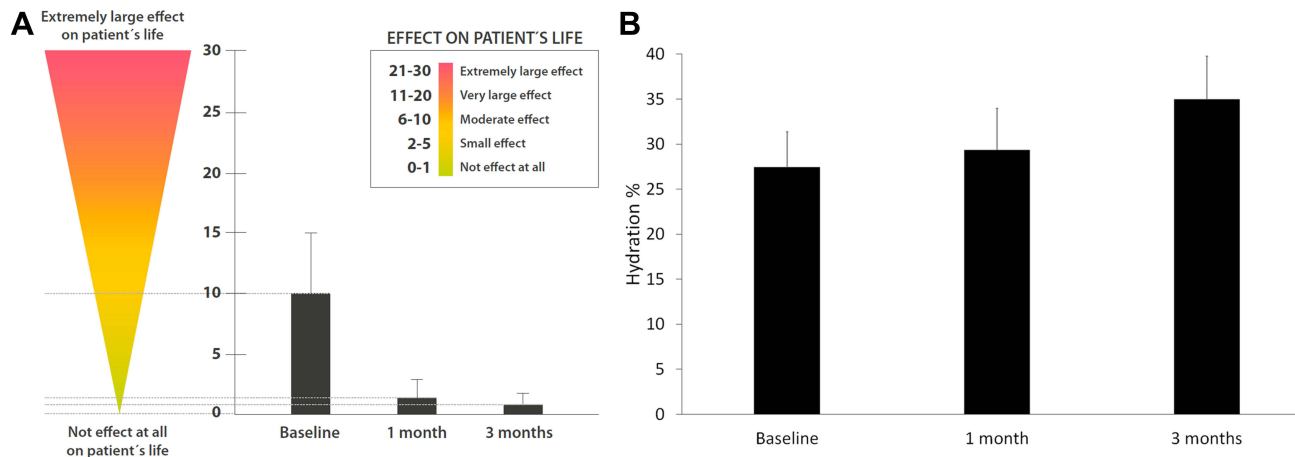 A
Extremely large effect
on patient´s life
30
25
20
15
10
5
0
Not effect at all
on patient´s life
Baseline
1 month
3 months
EFFECT ON PATIENT´S LIFE
21-30 Extremely large effect
11-20 Very large effect
6-10 Moderate effect
2-5 Small effect
0-1 Not effect at all
B
Hydration %
40
35
30
25
20
15
10
5
0
Baseline
1 month
3 months